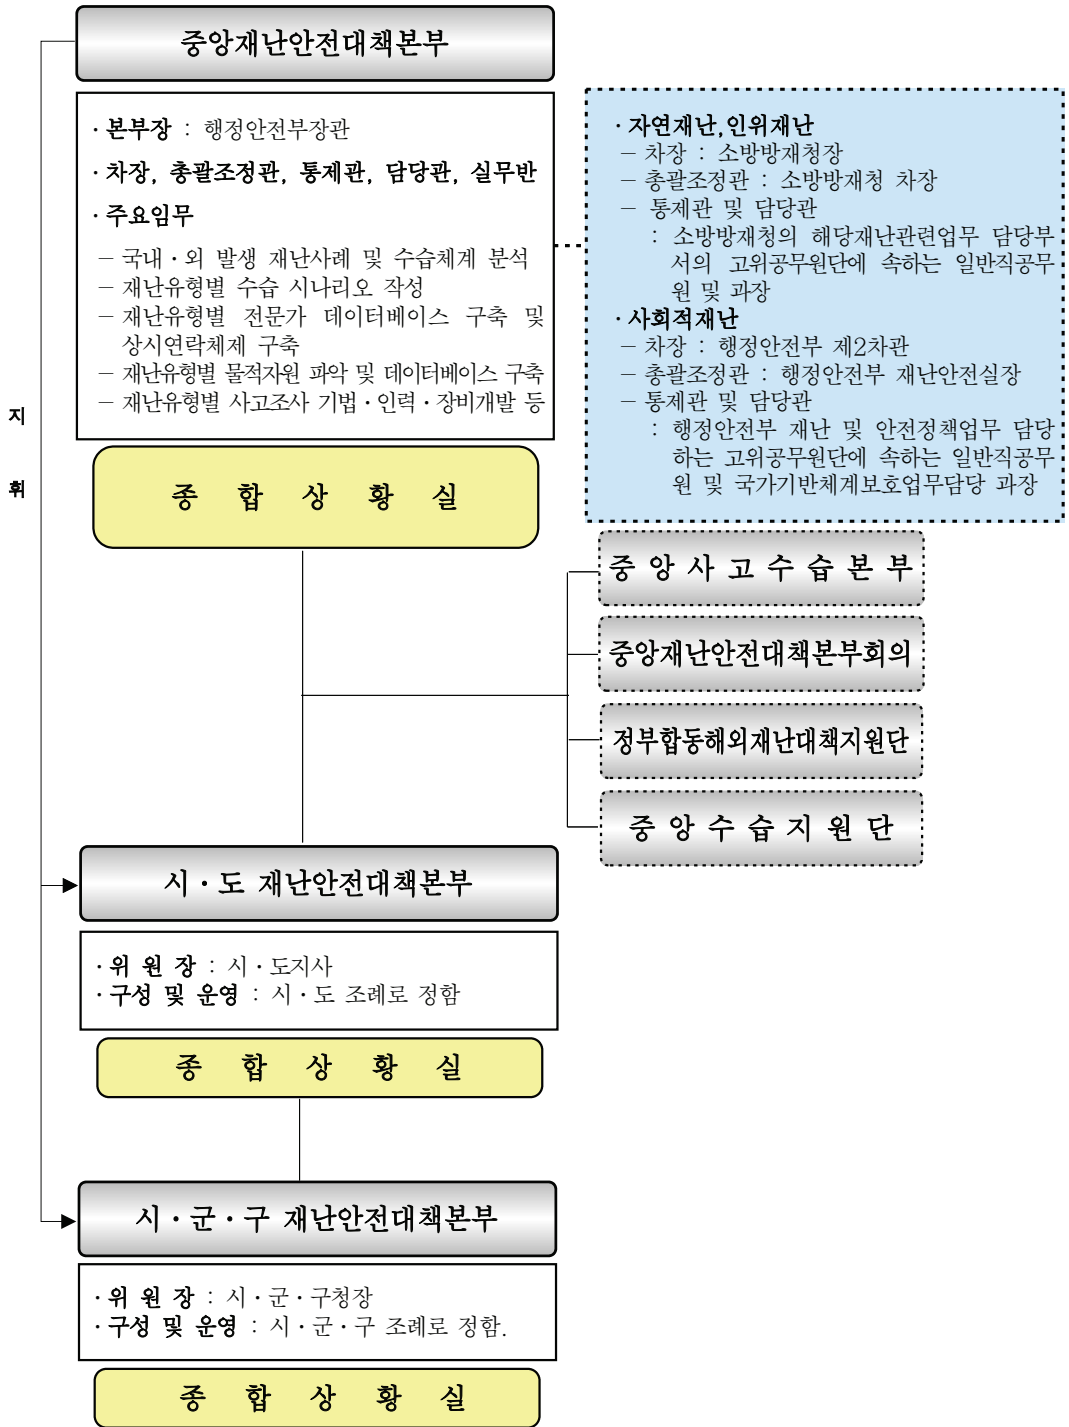 중앙재난안전대책본부
· 본부장 : 행정안전부장관
· 차장, 총괄조정관, 통제관, 담당관, 실무반
· 주요임무
– 국내·외 발생 재난사례 및 수습체계 분석
– 재난유형별 수습 시나리오 작성
– 재난유형별 전문가 데이터베이스 구축 및
상시연락체제 구축
– 재난유형별 물적자원 파악 및 데이터베이스 구축
– 재난유형별 사고조사 기법·인력·장비개발 등
종 합 상 황 실
· 자연재난,인위재난
– 차장 : 소방방재청장
– 총괄조정관 : 소방방재청 차장
– 통제관 및 담당관
: 소방방재청의 해당재난관련업무 담당부
서의 고위공무원단에 속하는 일반직공무
원 및 과장
· 사회적재난
– 차장 : 행정안전부 제2차관
– 총괄조정관 : 행정안전부 재난안전실장
– 통제관 및 담당관
: 행정안전부 재난 및 안전정책업무 담당
하는 고위공무원단에 속하는 일반직공무
원 및 국가기반체계보호업무담당 과장
지
휘
중 앙 사 고 수 습 본 부
중앙재난안전대책본부회의
정부합동해외재난대책지원단
중 앙 수 습 지 원 단
시·도 재난안전대책본부
· 위 원 장 : 시·도지사
· 구성 및 운영 : 시·도 조례로 정함
종 합 상 황 실
시·군·구 재난안전대책본부
· 위 원 장 : 시·군·구청장
· 구성 및 운영 : 시·군·구 조례로 정함.
종 합 상 황 실